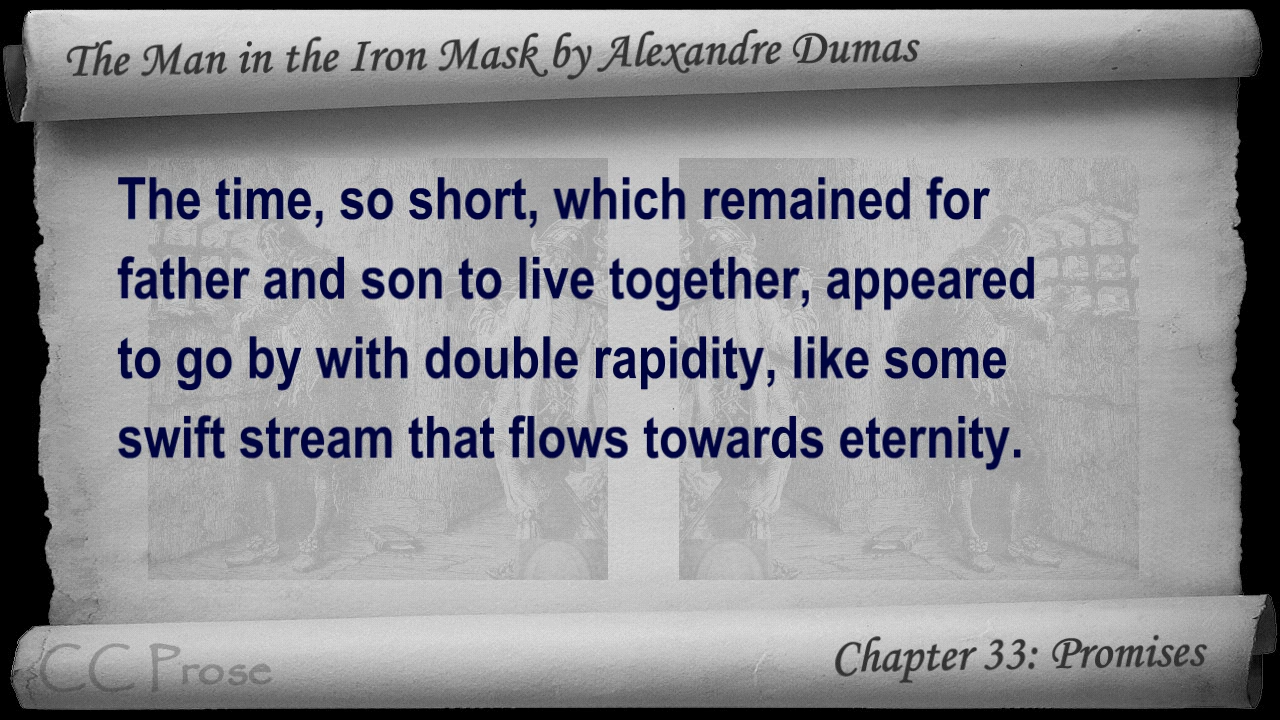 The Man in the Iron Mask by Alexandre Dumas
The time, so short, which remained for
father and son to live together, appeared
to go by with double rapidity, like some
swift stream that flows towards eternity.
CC Prose
Chapter 33: Promises